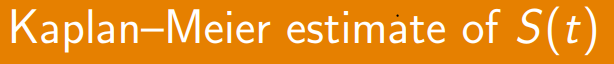 Kaplan–Meier estimate of S(t)